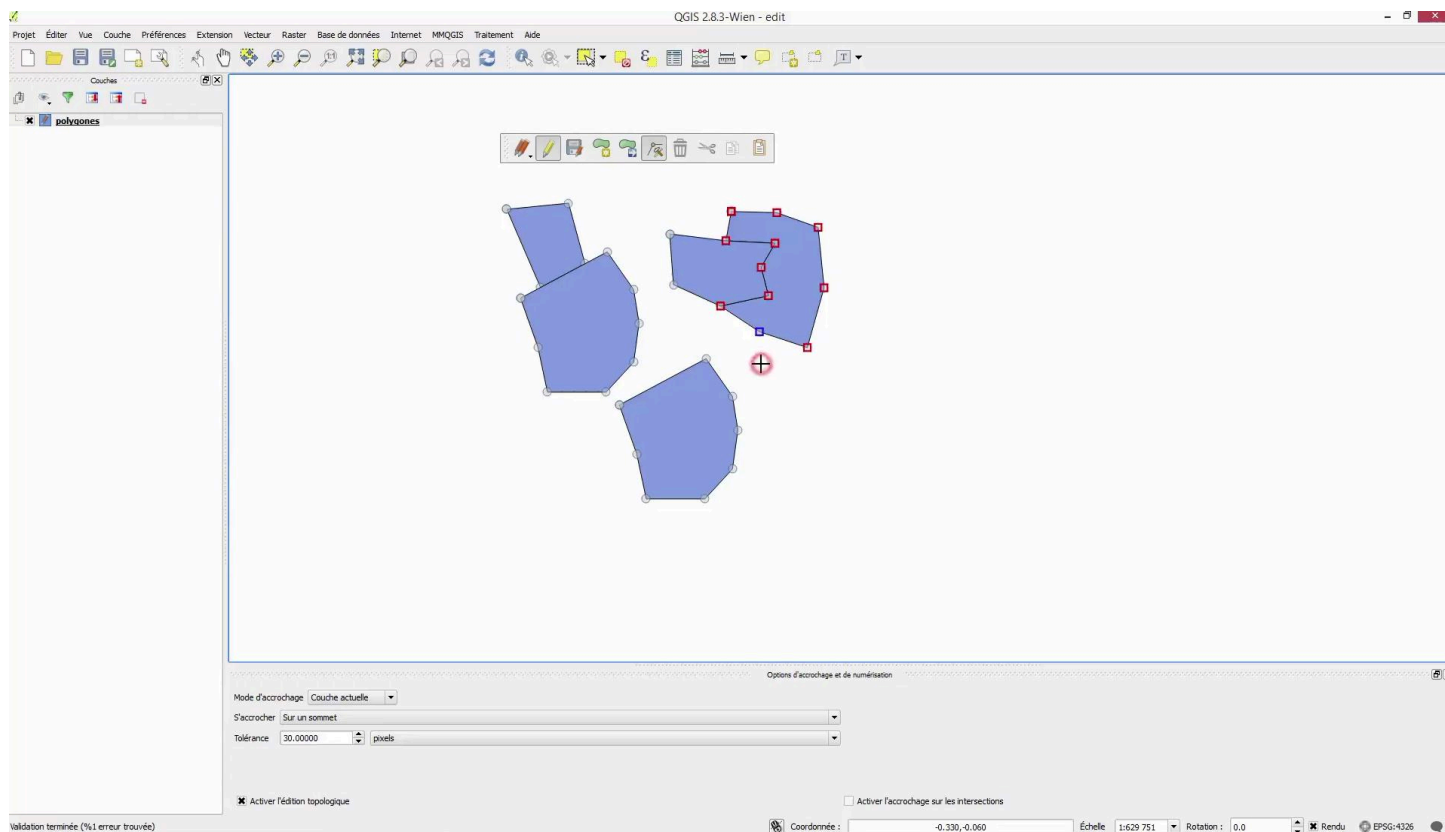 QGIS 2.8.3-Wien - edit
Projet Éditer Vue Couche Préférences Extension Vecteur Raster Base de données Internet MMQGIS Traitement Aide
Couches
polygones
Options d'accrochage et de numérisation
Mode d'accrochage Couche actuelle
S'accrocher Sur un sommet
Tolérance 30.00000 pixels
Activer l'édition topologique Activer l'accrochage sur les intersections
Validation terminée (%1 erreur trouvée) Coordonnée : -0.330,-0.060 Échelle 1:629 751 Rotation : 0.0 Rendu EPSG:4326